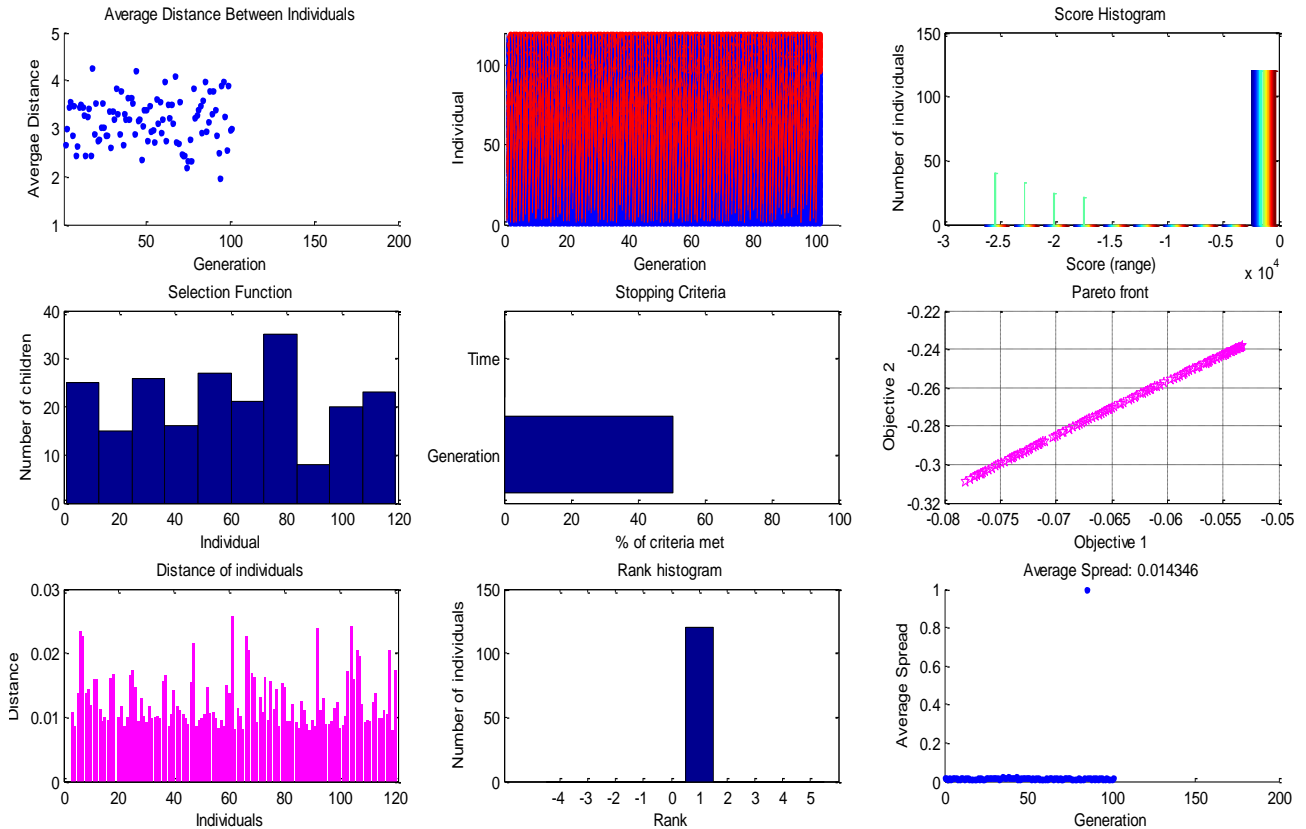 Average Distance Between Individuals
5
4
3
2
1
50 100 150 200
Avergae Distance
Generation
100
50
0
0 20 40 60 80 100
Individual
Generation
Score Histogram
150
100
50
0
-3 -2.5 -2 -1.5 -1 -0.5 0
x 10^4
Number of individuals
Score (range)
Selection Function
40
30
20
10
0
0 20 40 60 80 100 120
Number of children
Individual
Stopping Criteria
Time
Generation
0 20 40 60 80 100
% of criteria met
Pareto front
-0.22
-0.24
-0.26
-0.28
-0.3
-0.32
-0.08 -0.075 -0.07 -0.065 -0.06 -0.055 -0.05
Objective 2
Objective 1
Distance of individuals
0.03
0.02
0.01
0
0 20 40 60 80 100 120
Distance
Individuals
Rank histogram
150
100
50
0
-4 -3 -2 -1 0 1 2 3 4 5
Number of individuals
Rank
Average Spread: 0.014346
1
0.8
0.6
0.4
0.2
0
0 50 100 150 200
Average Spread
Generation